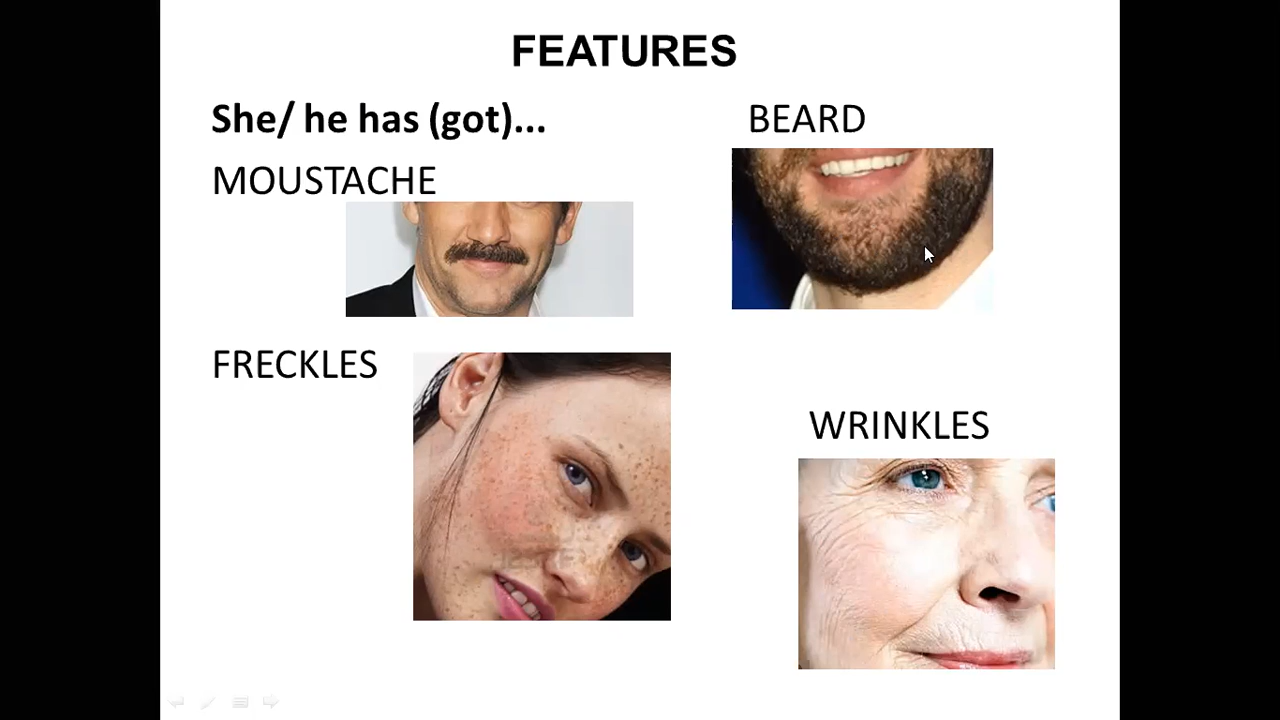 FEATURES
She/ he has (got)...
BEARD
MOUSTACHE
FRECKLES
WRINKLES